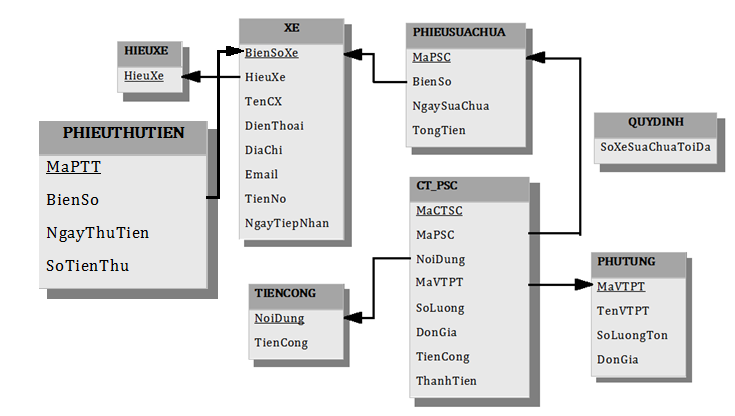 HIEUXE
HieuXe
XE
BienSoXe
HieuXe
TenCX
DienThoai
DiaChi
Email
TienNo
NgayTiepNhan
PHIEUSUACHUA
MaPSC
BienSo
NgaySuaChua
TongTien
QUYDINH
SoXeSuaChuaToiDa
PHIEUTHUTIEN
MaPTT
BienSo
NgayThuTien
SoTienThu
CT_PSC
MaCTSC
MaPSC
NoiDung
MaVTPT
SoLuong
DonGia
TienCong
ThanhTien
TIENCONG
NoiDung
TienCong
PHUTUNG
MaVTPT
TenVTPT
SoLuongTon
DonGia